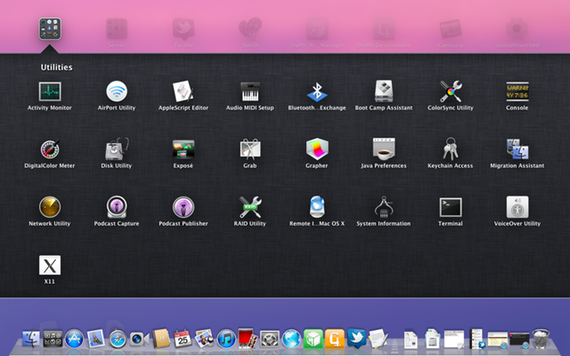 Utilities
Activity Monitor
AirPort Utility
AppleScript Editor
Audio MIDI Setup
Bluetooth...Exchange
Boot Camp Assistant
ColorSync Utility
Console
DigitalColor Meter
Disk Utility
Exposé
Grab
Grapher
Java Preferences
Keychain Access
Migration Assistant
Network Utility
Podcast Capture
Podcast Publisher
RAID Utility
Remote I...Mac OS X
System Information
Terminal
VoiceOver Utility
X11
25